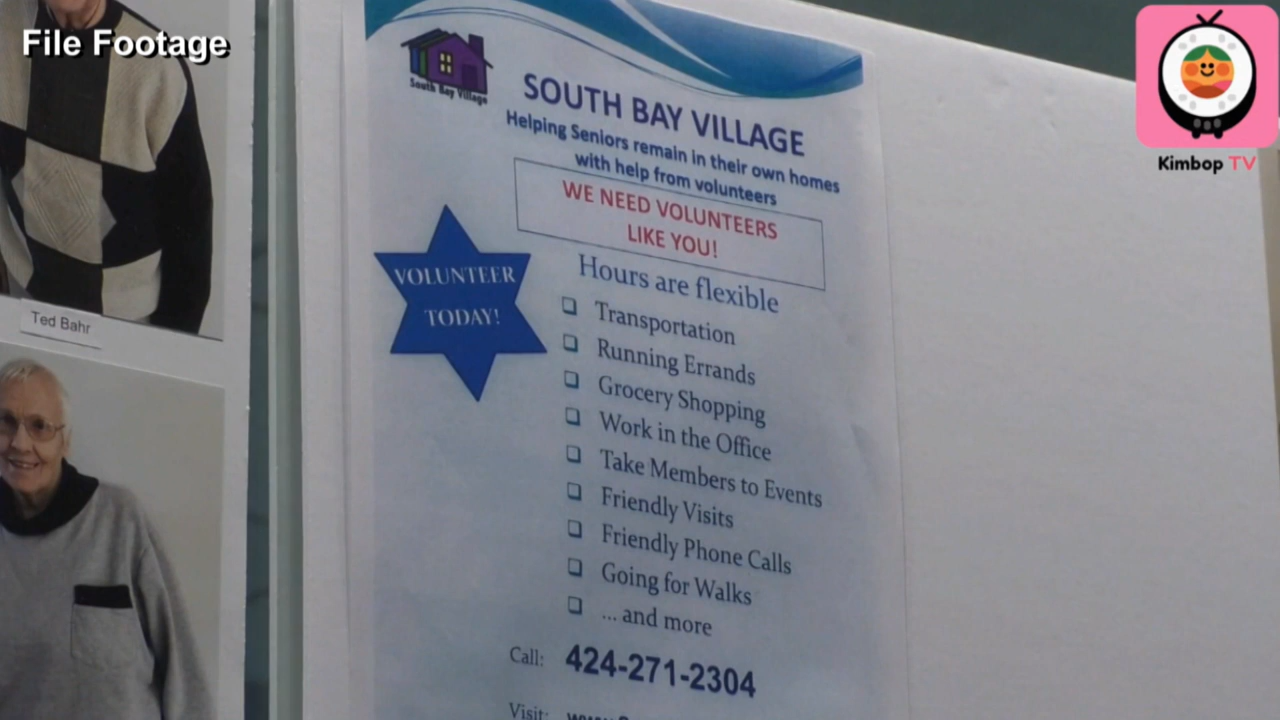 File Footage
Kimbop TV
South Bay Village
SOUTH BAY VILLAGE
Helping Seniors remain in their own homes
with help from volunteers
WE NEED VOLUNTEERS
LIKE YOU!
VOLUNTEER
TODAY!
Hours are flexible
Transportation
Running Errands
Grocery Shopping
Work in the Office
Take Members to Events
Friendly Visits
Friendly Phone Calls
Going for Walks
... and more
Call: 424-271-2304
Visit:
Ted Bahr